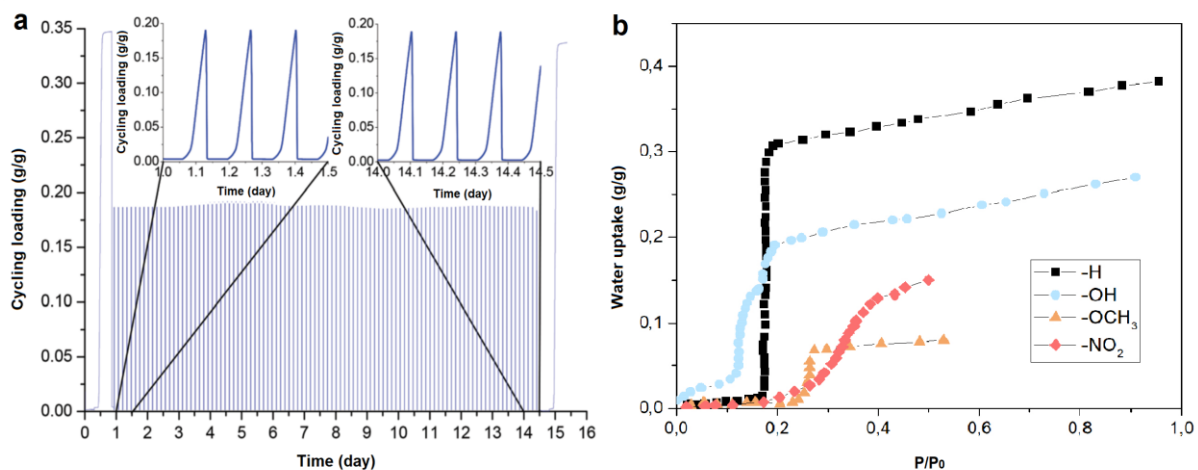 a
Cycling loading (g/g)
0.35
0.30
0.25
0.20
0.15
0.10
0.05
0.00
0 1 2 3 4 5 6 7 8 9 10 11 12 13 14 15 16
Time (day)
Cycling loading (g/g)
0.20
0.15
0.10
0.05
0.00
1.0 1.1 1.2 1.3 1.4 1.5
Time (day)
Cycling loading (g/g)
0.20
0.15
0.10
0.05
0.00
14.0 14.1 14.2 14.3 14.4 14.5
Time (day)
b
Water uptake (g/g)
0,4
0,3
0,2
0,1
0,0
0,0 0,2 0,4 0,6 0,8 1,0
P/P₀
-H
-OH
-OCH₃
-NO₂